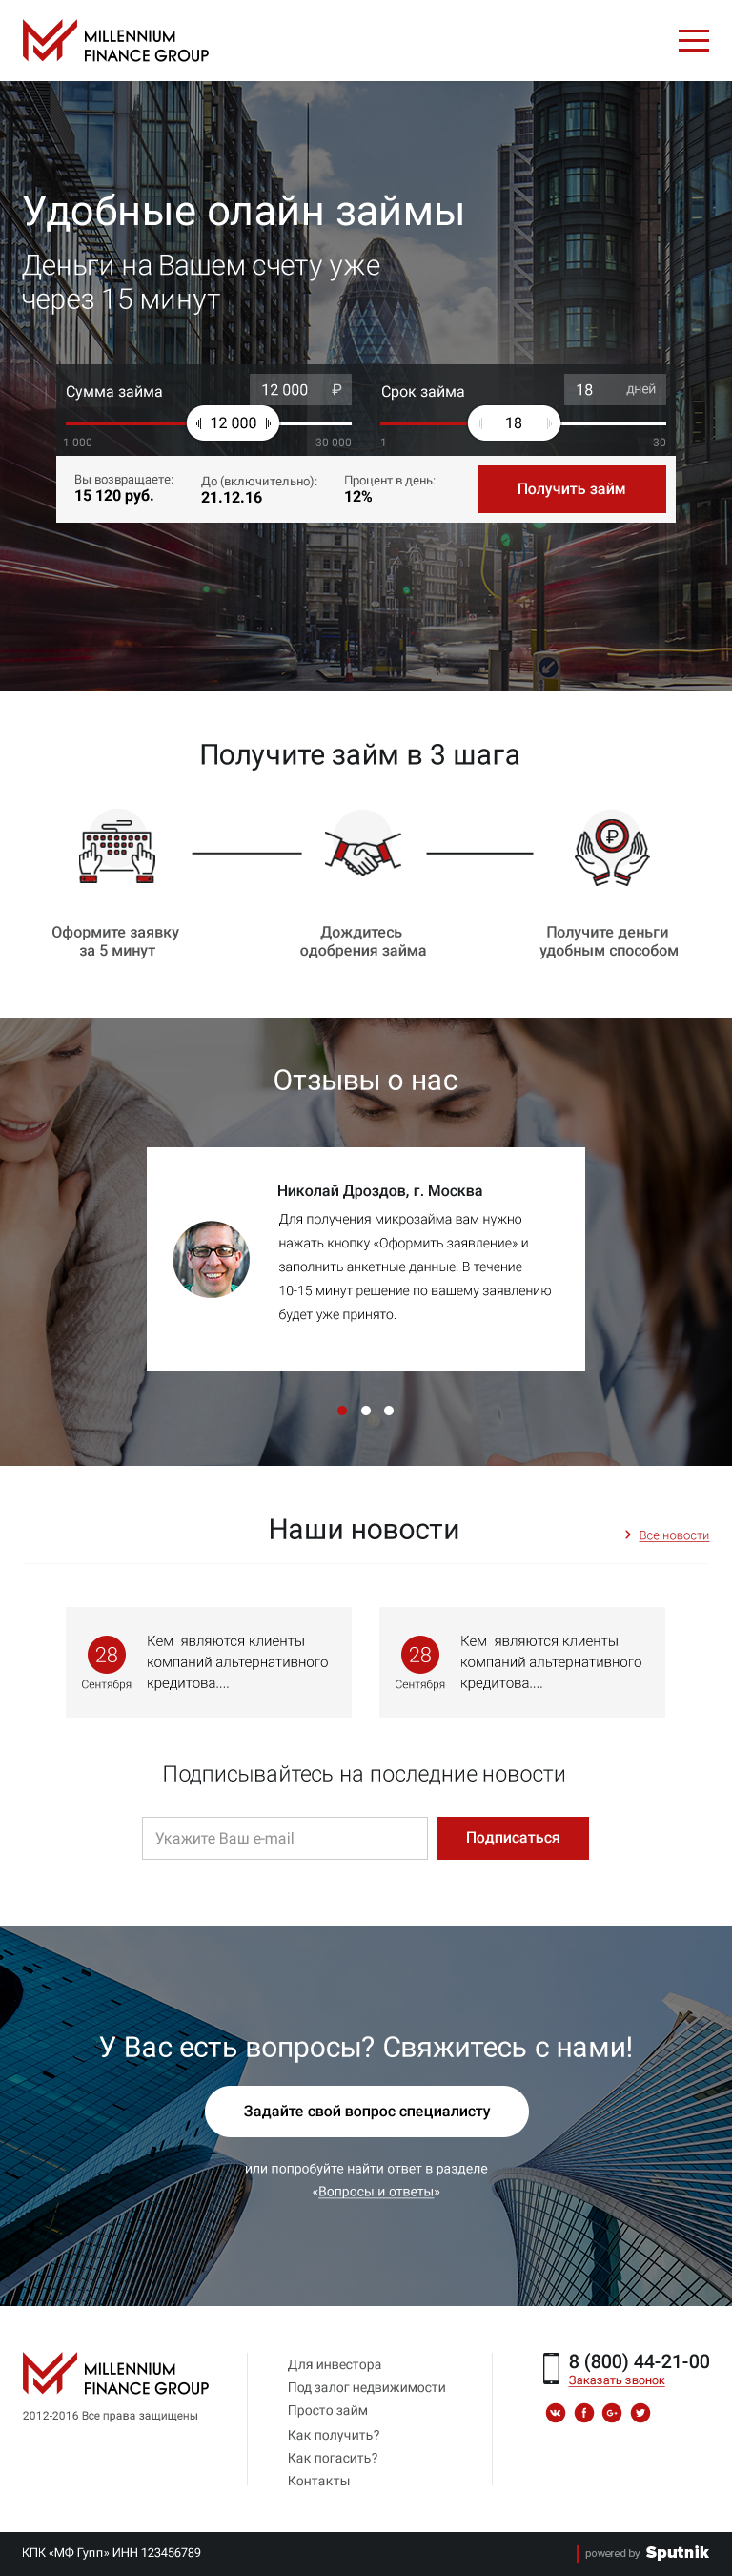 MILLENNIUM
FINANCE GROUP
Удобные олайн займы
Деньги на Вашем счету уже
через 15 минут
Сумма займа
12 000 ₽
12 000
1 000
30 000
Срок займа
18 дней
18
1
30
Вы возвращаете:
15 120 руб.
До (включительно):
21.12.16
Процент в день:
12%
Получить займ
Получите займ в 3 шага
₽
Оформите заявку
за 5 минут
Дождитесь
одобрения займа
Получите деньги
удобным способом
Отзывы о нас
Николай Дроздов, г. Москва
Для получения микрозайма вам нужно
нажать кнопку «Оформить заявление» и
заполнить анкетные данные. В течение
10-15 минут решение по вашему заявлению
будет уже принято.
Наши новости
Все новости
28
Сентября
Кем  являются клиенты
компаний альтернативного
кредитова....
28
Сентября
Кем  являются клиенты
компаний альтернативного
кредитова....
Подписывайтесь на последние новости
Укажите Ваш e-mail
Подписаться
У Вас есть вопросы? Свяжитесь с нами!
Задайте свой вопрос специалисту
или попробуйте найти ответ в разделе
«Вопросы и ответы»
MILLENNIUM
FINANCE GROUP
2012-2016 Все права защищены
Для инвестора
Под залог недвижимости
Просто займ
Как получить?
Как погасить?
Контакты
8 (800) 44-21-00
Заказать звонок
КПК «МФ Гупп» ИНН 123456789
powered by Sputnik